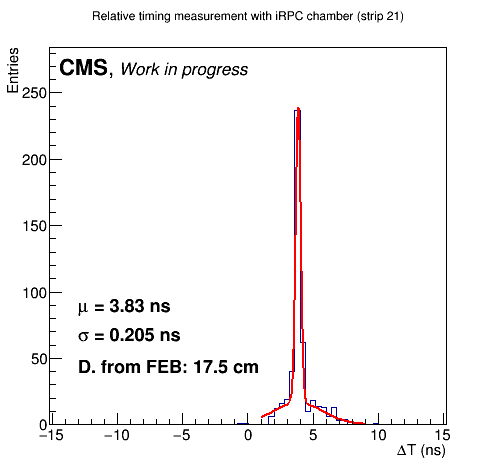 Relative timing measurement with iRPC chamber (strip 21)
Entries
CMS, Work in progress
250
200
150
100
50
0
μ = 3.83 ns
σ = 0.205 ns
D. from FEB: 17.5 cm
−15 −10 −5 0 5 10 15
ΔT (ns)